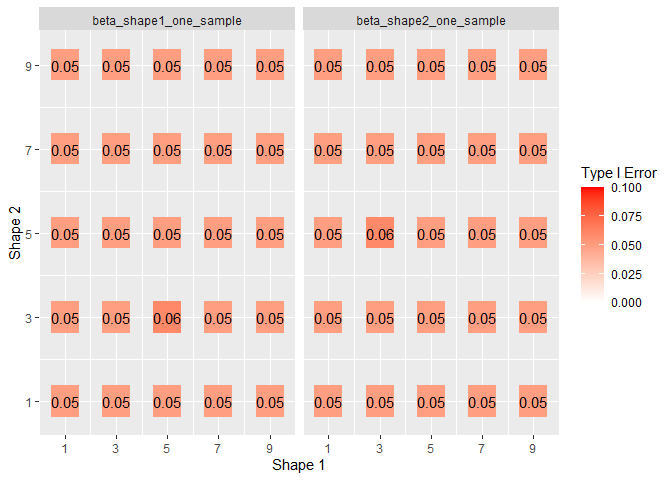 beta_shape1_one_sample beta_shape2_one_sample
9 0.05 0.05 0.05 0.05 0.05 0.05 0.05 0.05 0.05 0.05
7 0.05 0.05 0.05 0.05 0.05 0.05 0.05 0.05 0.05 0.05
5 0.05 0.05 0.05 0.05 0.05 0.05 0.06 0.05 0.05 0.05
3 0.05 0.05 0.06 0.05 0.05 0.05 0.05 0.05 0.05 0.05
1 0.05 0.05 0.05 0.05 0.05 0.05 0.05 0.05 0.05 0.05
1 3 5 7 9 1 3 5 7 9
Shape 1
Shape 2
Type I Error
0.100
0.075
0.050
0.025
0.000